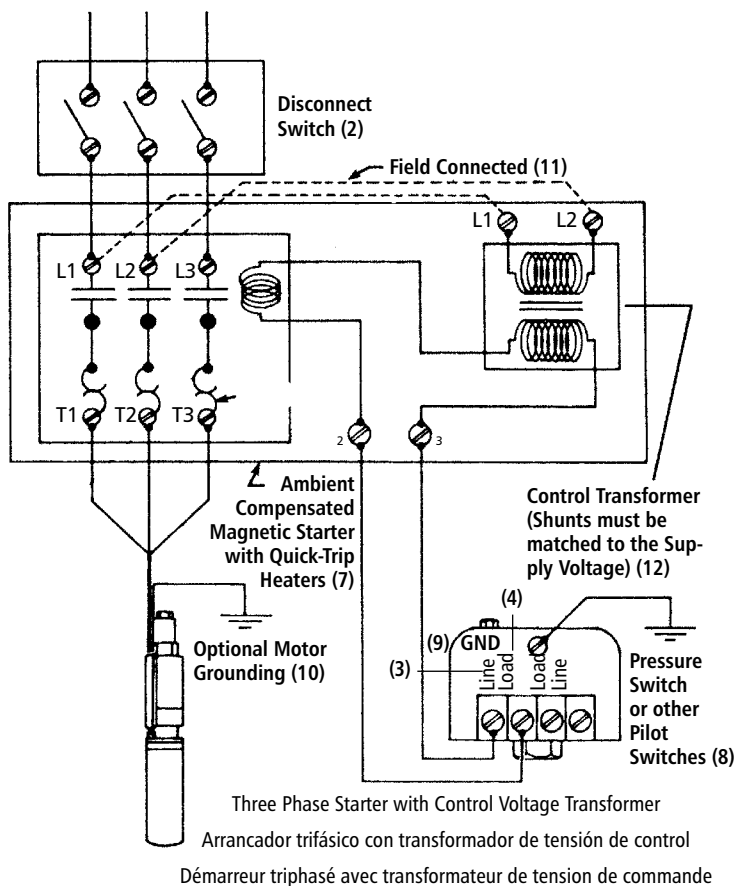 Disconnect
Switch (2)
Field Connected (11)
L1 L2
L1 L2 L3
T1 T2 T3
2 3
Ambient
Compensated
Magnetic Starter
with Quick-Trip
Heaters (7)
Control Transformer
(Shunts must be
matched to the Sup-
ply Voltage) (12)
(4)
(9) GND
(3)
Line
Load
Load
Line
Optional Motor
Grounding (10)
Pressure
Switch
or other
Pilot
Switches (8)
Three Phase Starter with Control Voltage Transformer
Arrancador trifásico con transformador de tensión de control
Démarreur triphasé avec transformateur de tension de commande